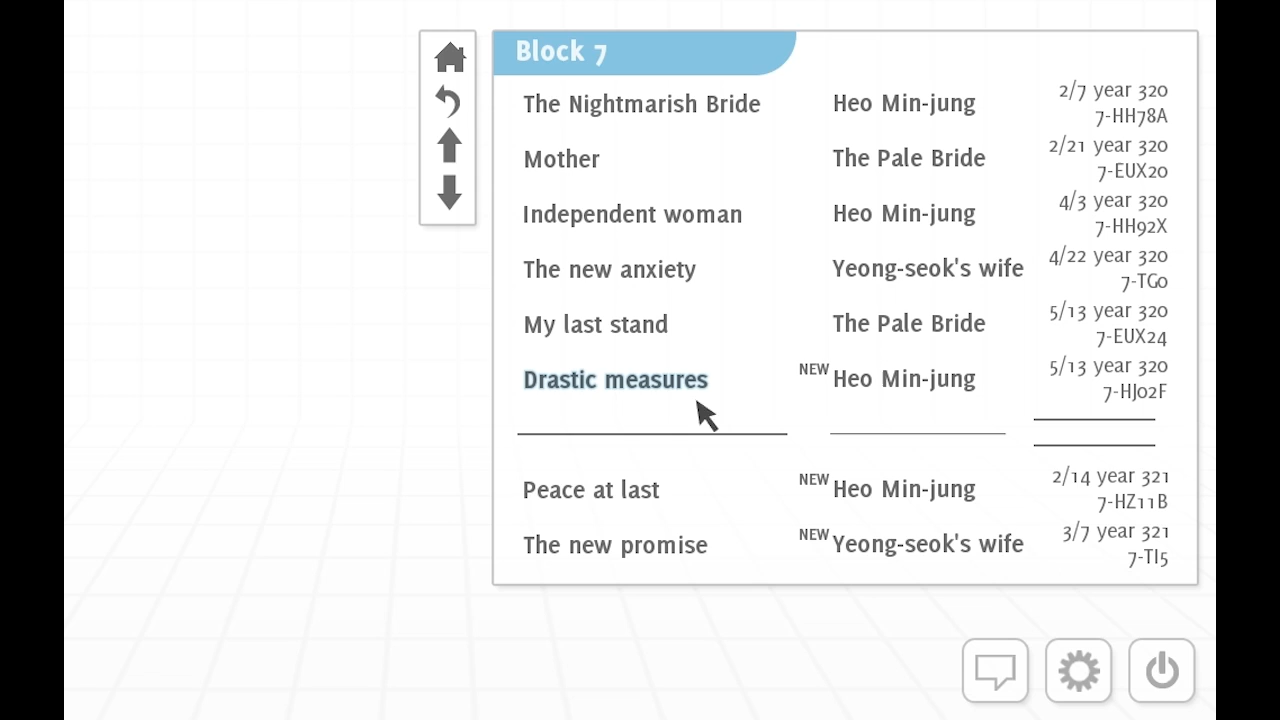 Block 7
The Nightmarish Bride
Heo Min-jung
2/7 year 320
7-HH78A
Mother
The Pale Bride
2/21 year 320
7-EUX20
Independent woman
Heo Min-jung
4/3 year 320
7-HH92X
The new anxiety
Yeong-seok's wife
4/22 year 320
7-TG0
My last stand
The Pale Bride
5/13 year 320
7-EUX24
Drastic measures
NEW Heo Min-jung
5/13 year 320
7-HJ02F
Peace at last
NEW Heo Min-jung
2/14 year 321
7-HZ11B
The new promise
NEW Yeong-seok's wife
3/7 year 321
7-TI5